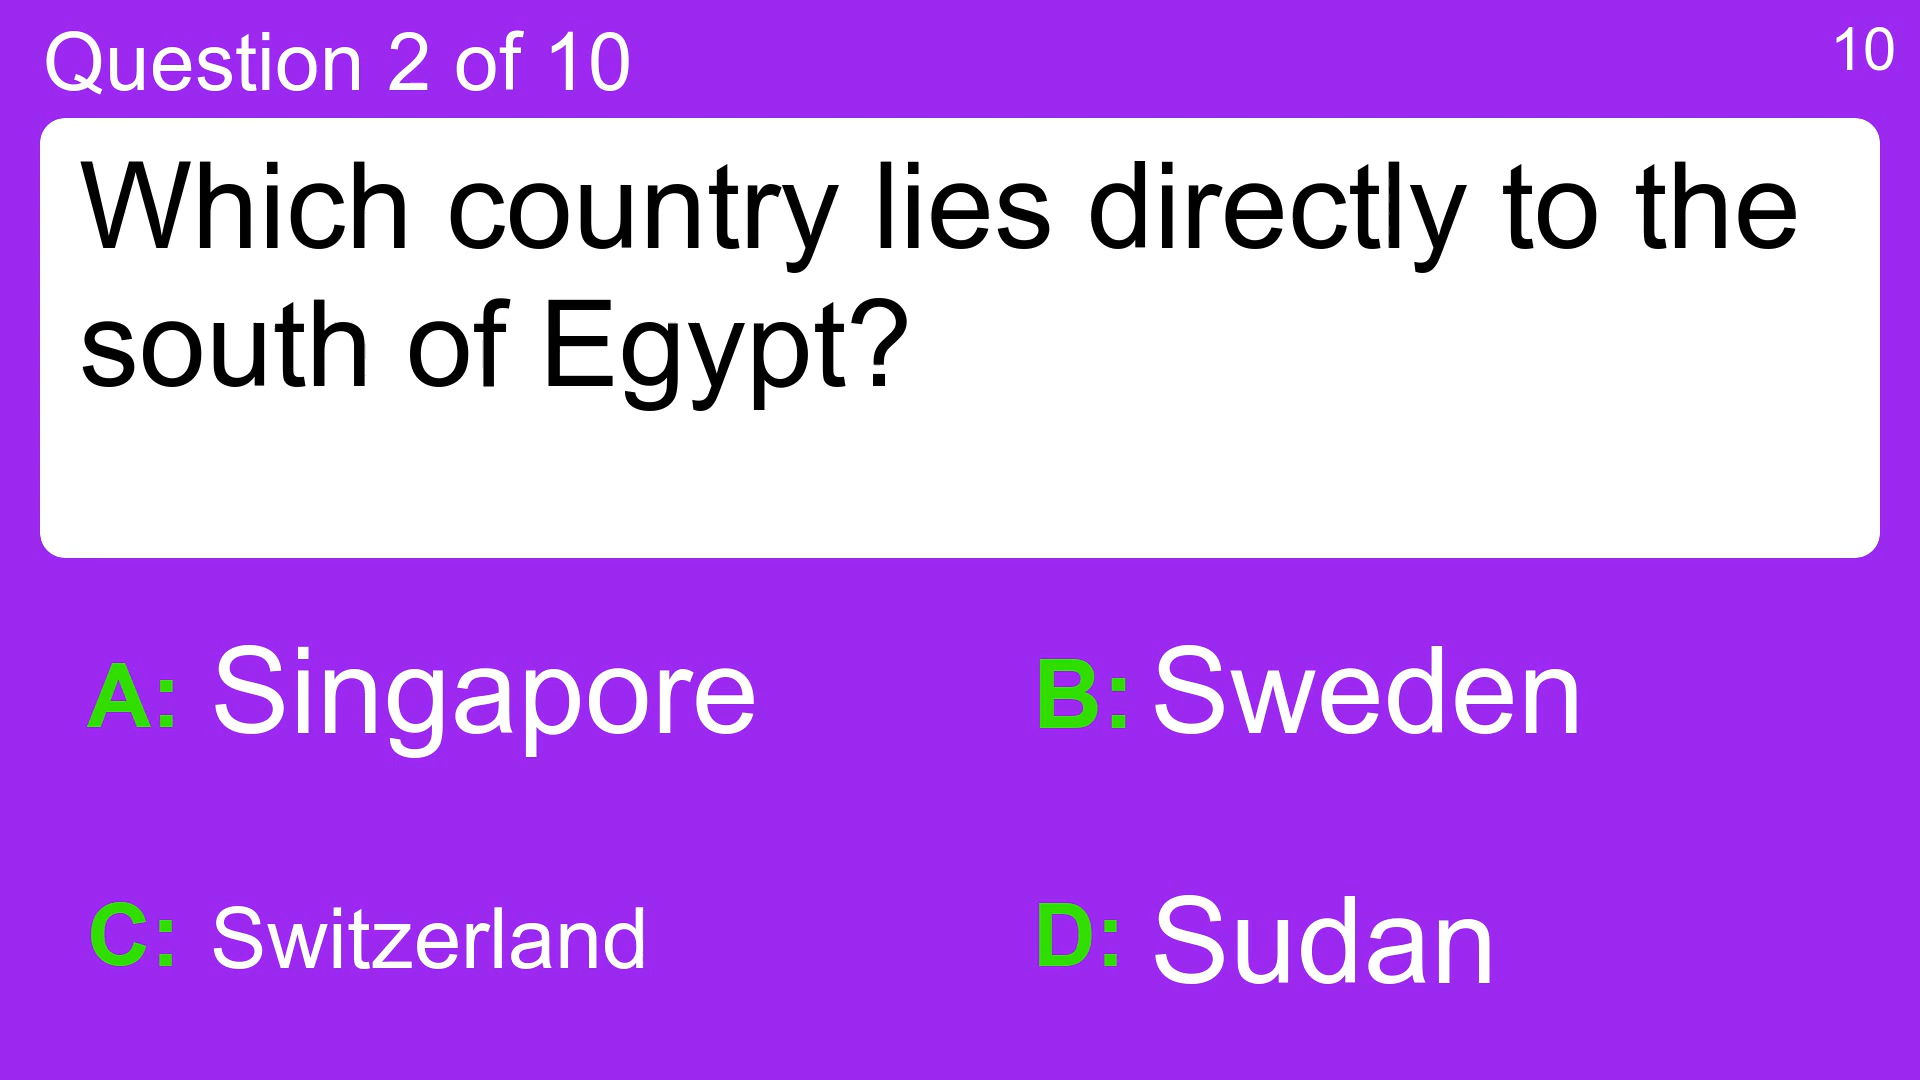 Question 2 of 10
10
Which country lies directly to the
south of Egypt?
A: Singapore
B: Sweden
C: Switzerland
D: Sudan